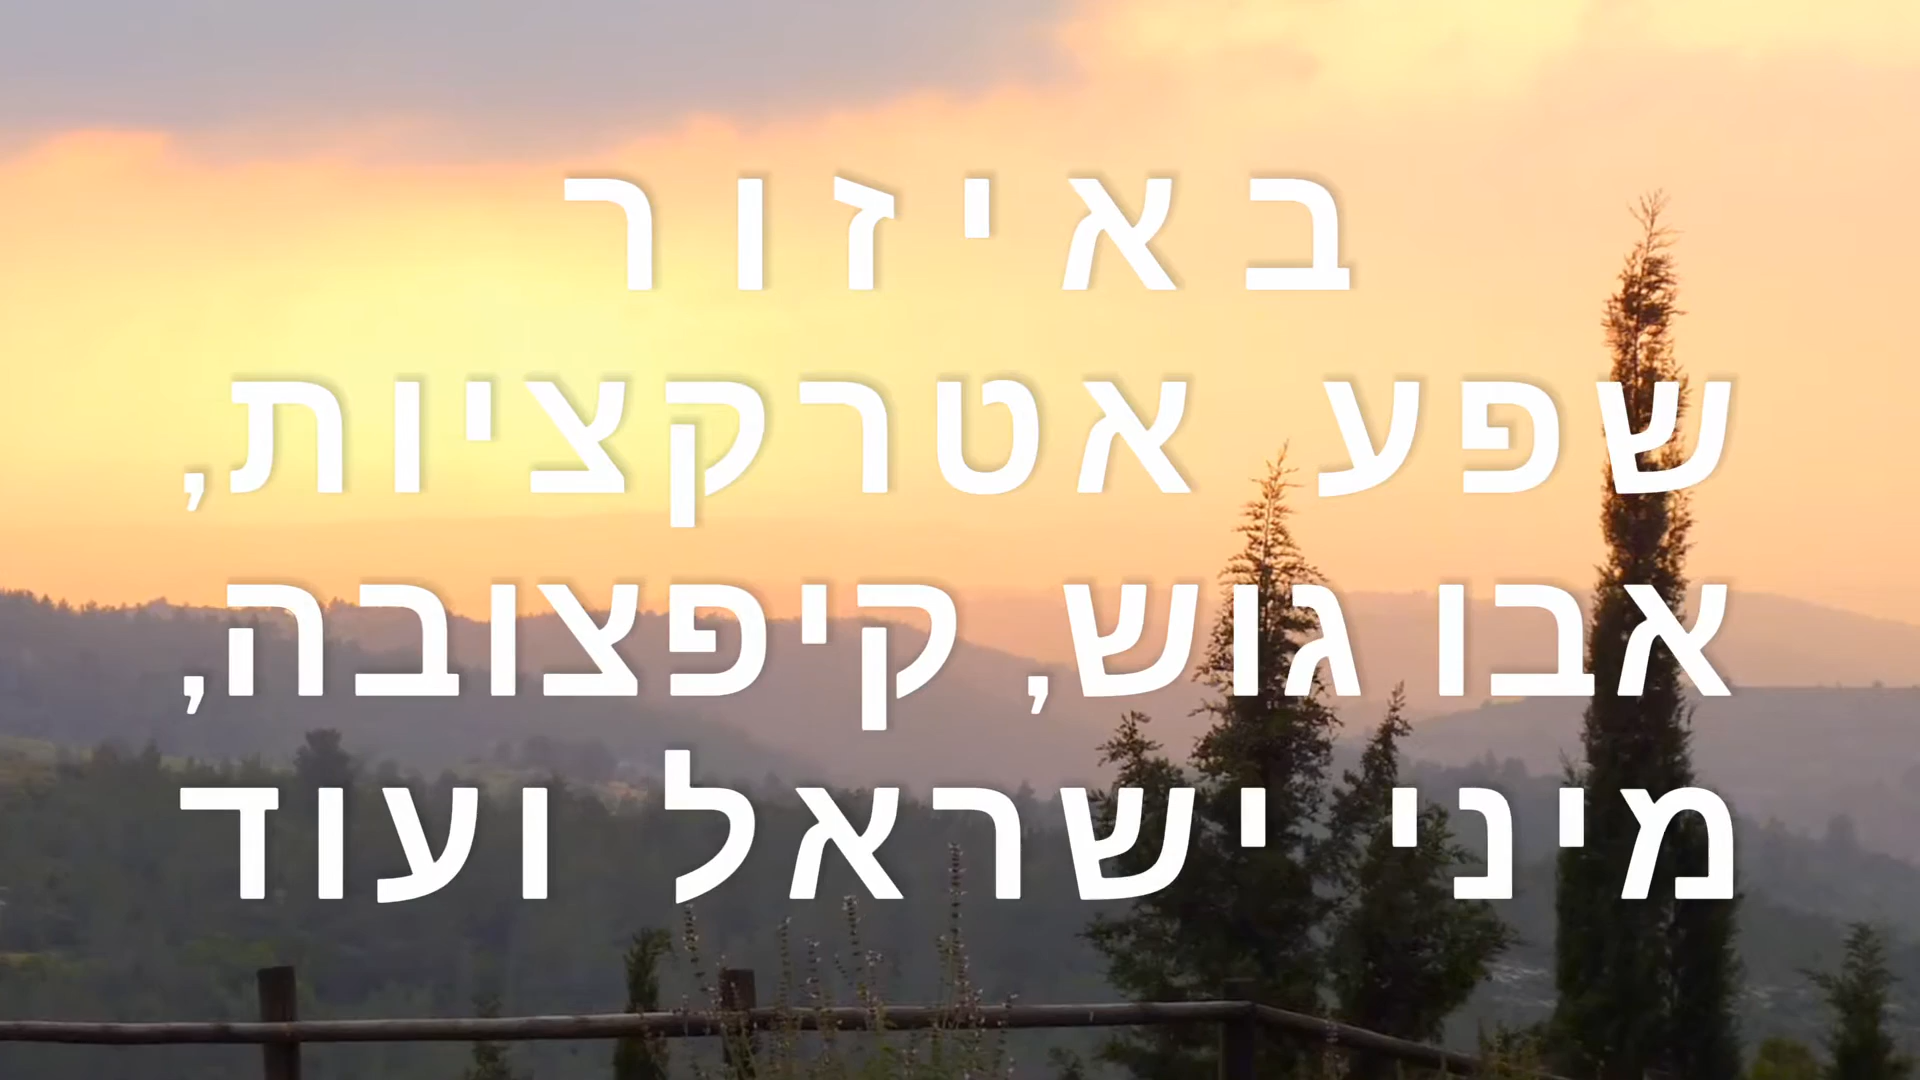 באיזור
שפע אטרקציות,
אבו גוש, קיפצובה,
מיני ישראל ועוד